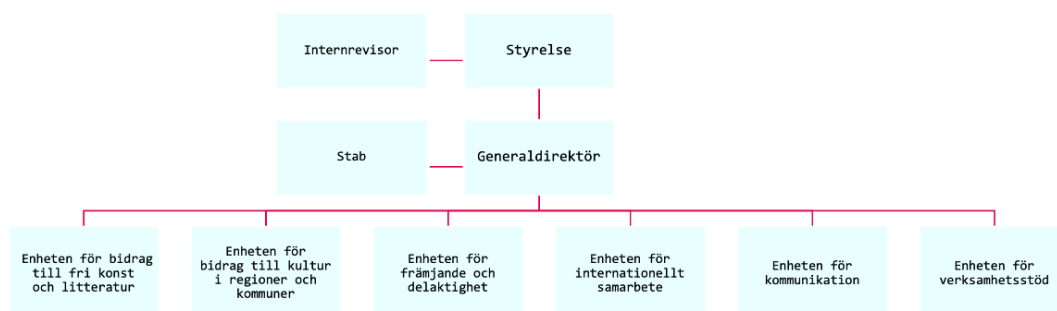 Internrevisor
Styrelse
Stab
Generaldirektör
Enheten för bidrag
till fri konst
och litteratur
Enheten för
bidrag till kultur
i regioner och
kommuner
Enheten för
främjande och
delaktighet
Enheten för
internationellt
samarbete
Enheten för
kommunikation
Enheten för
verksamhetsstöd